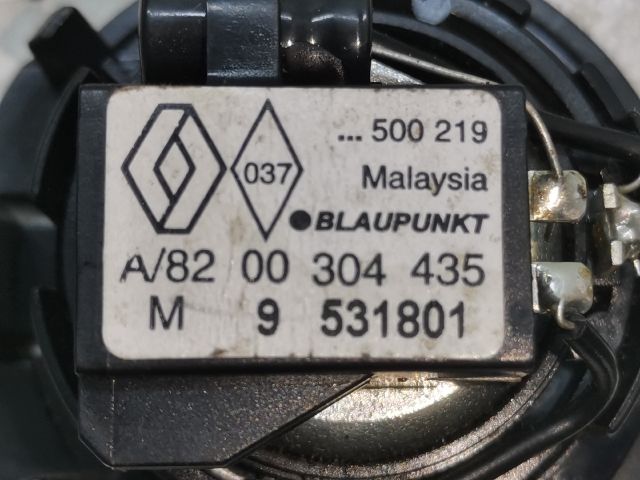 037 ... 500 219
Malaysia
BLAUPUNKT
A/82 00 304 435
M 9 531801